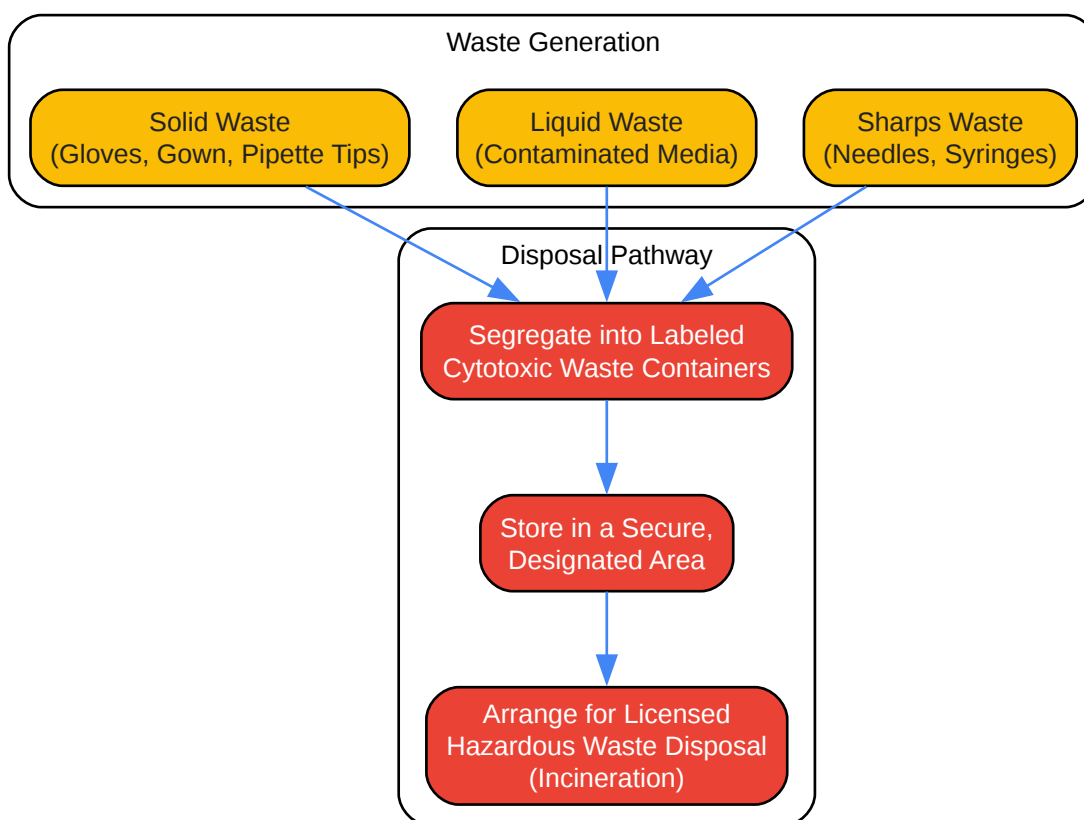 Waste Generation
Solid Waste
(Gloves, Gown, Pipette Tips)
Liquid Waste
(Contaminated Media)
Sharps Waste
(Needles, Syringes)
Disposal Pathway
Segregate into Labeled
Cytotoxic Waste Containers
Store in a Secure,
Designated Area
Arrange for Licensed
Hazardous Waste Disposal
(Incineration)